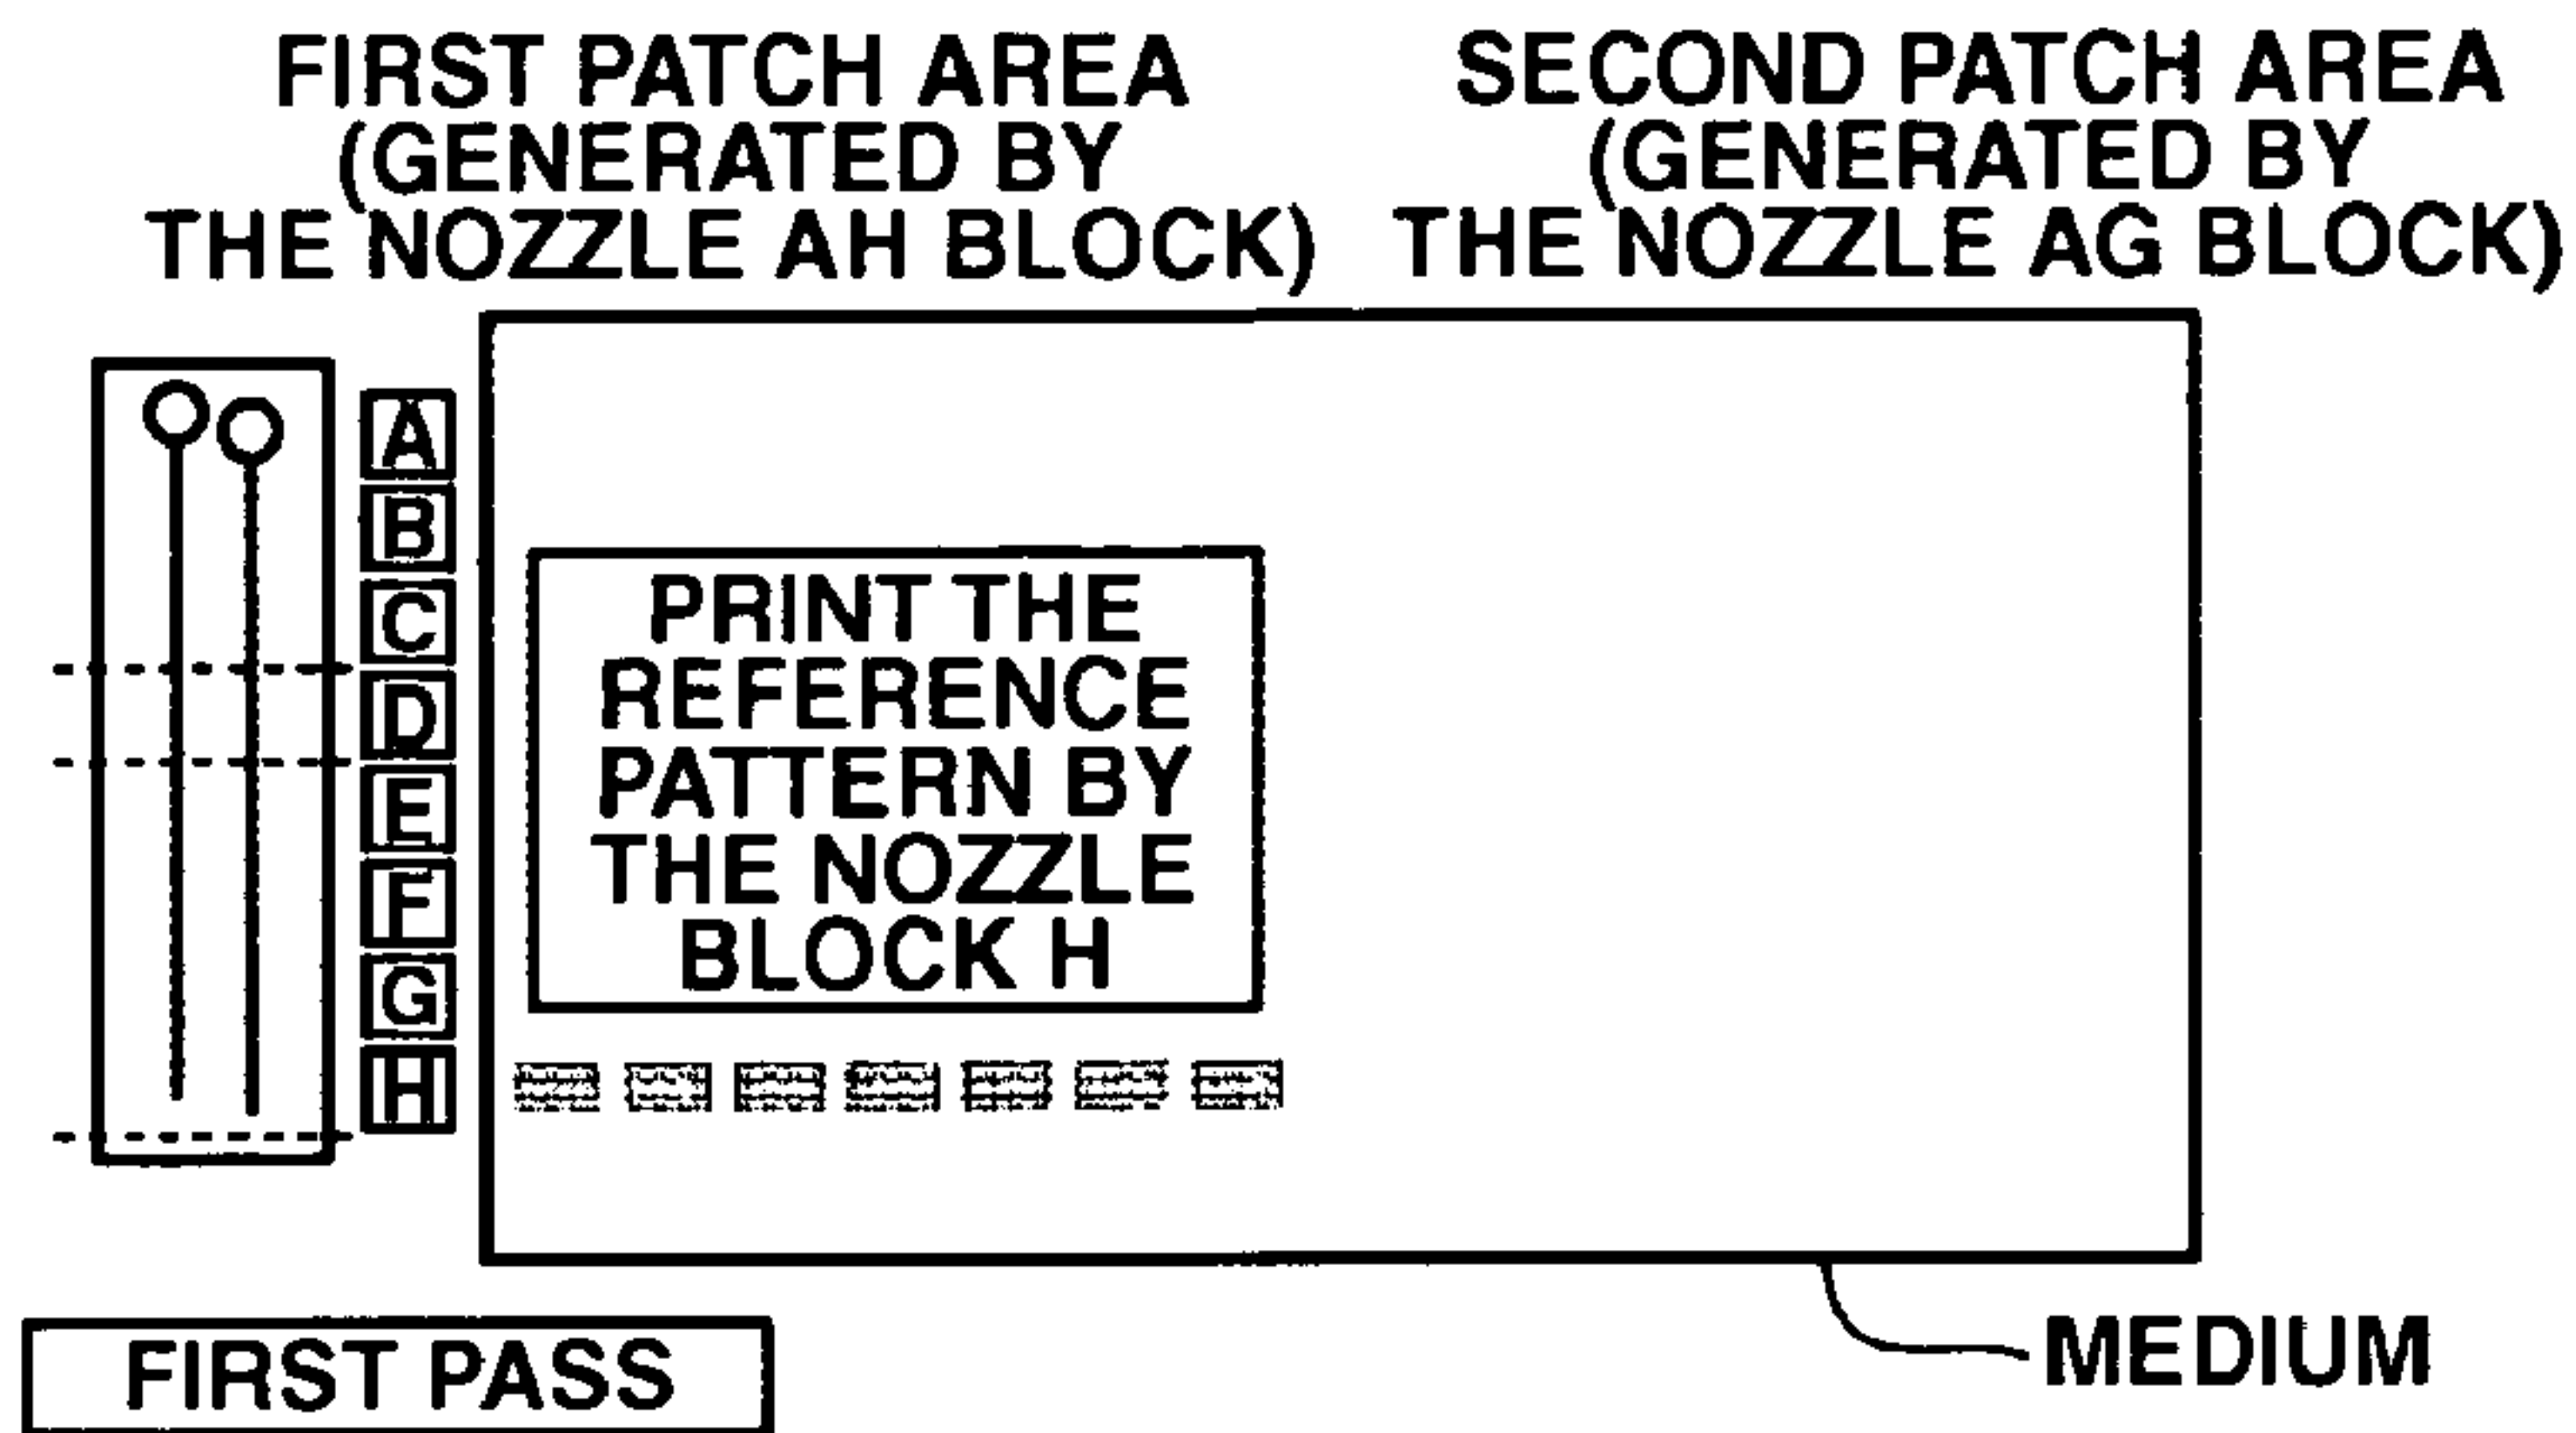 FIRST PATCH AREA
(GENERATED BY
THE NOZZLE AH BLOCK)
SECOND PATCH AREA
(GENERATED BY
THE NOZZLE AG BLOCK)
A
B
C
D
E
F
G
H
PRINT THE
REFERENCE
PATTERN BY
THE NOZZLE
BLOCK H
FIRST PASS
MEDIUM